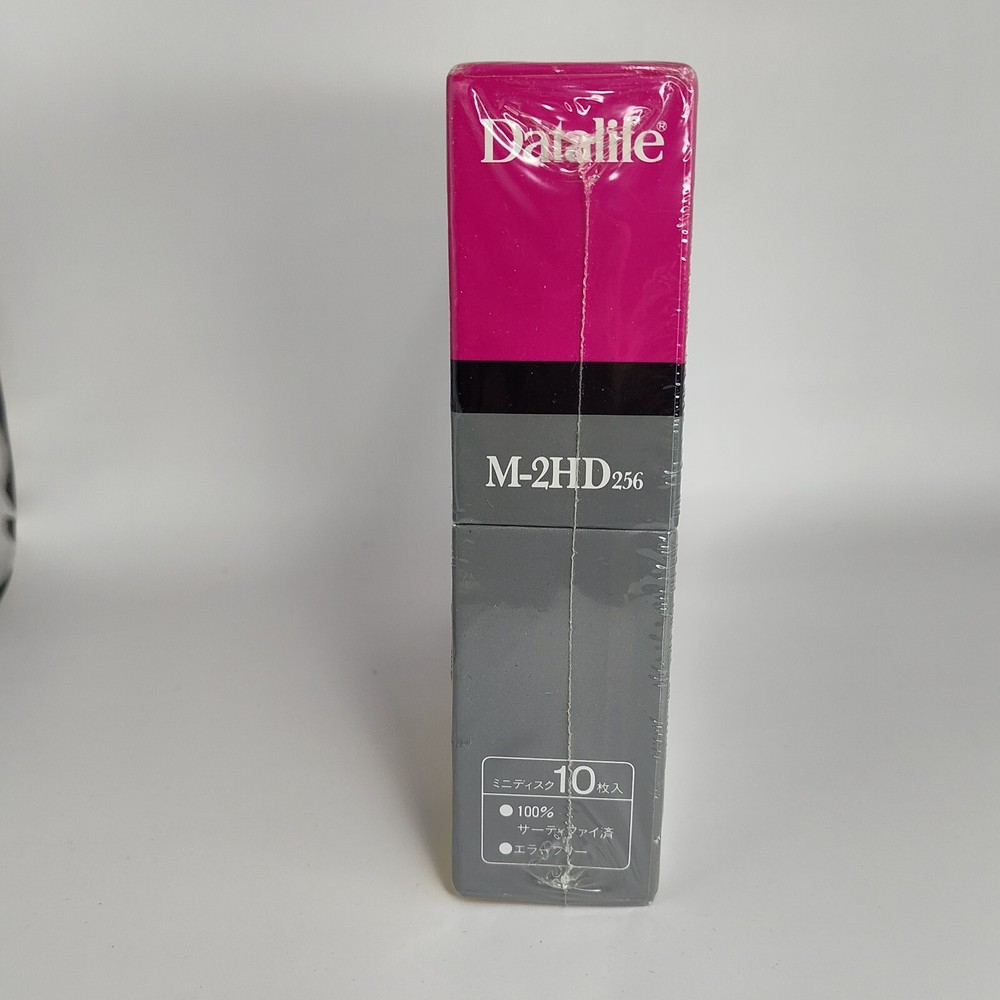 Datalife®
M-2HD256
ミニディスク10枚入
● 100%
サーティファイ済
●エラーフリー